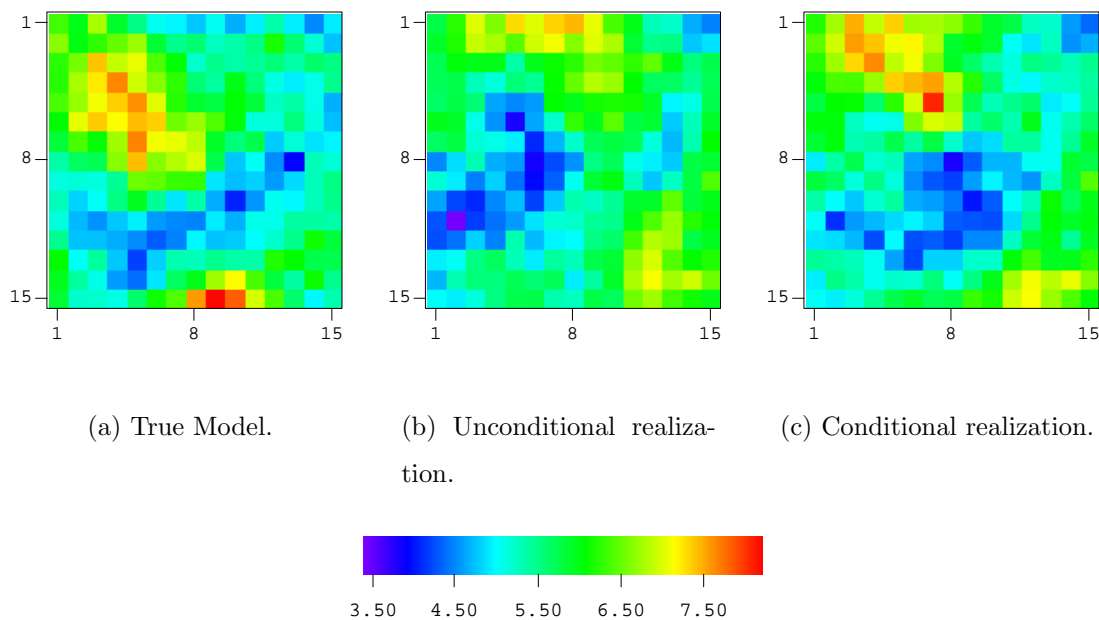 1
8
15
1 8 15
1
8
15
1 8 15
1
8
15
1 8 15
(a) True Model.
(b) Unconditional realiza-
tion.
(c) Conditional realization.
3.50 4.50 5.50 6.50 7.50